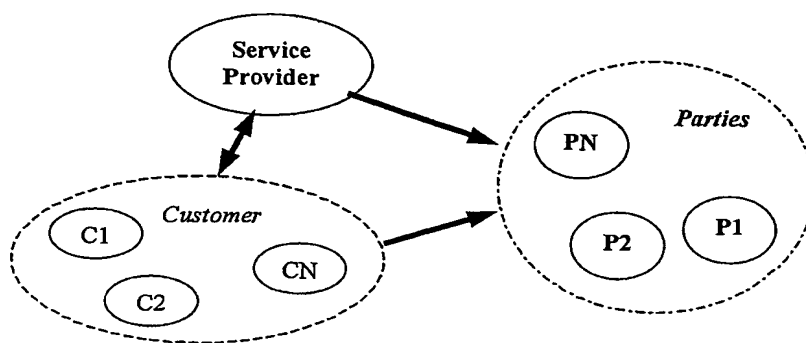 Service
Provider
Parties
PN
Customer
C1
P1
P2
CN
C2